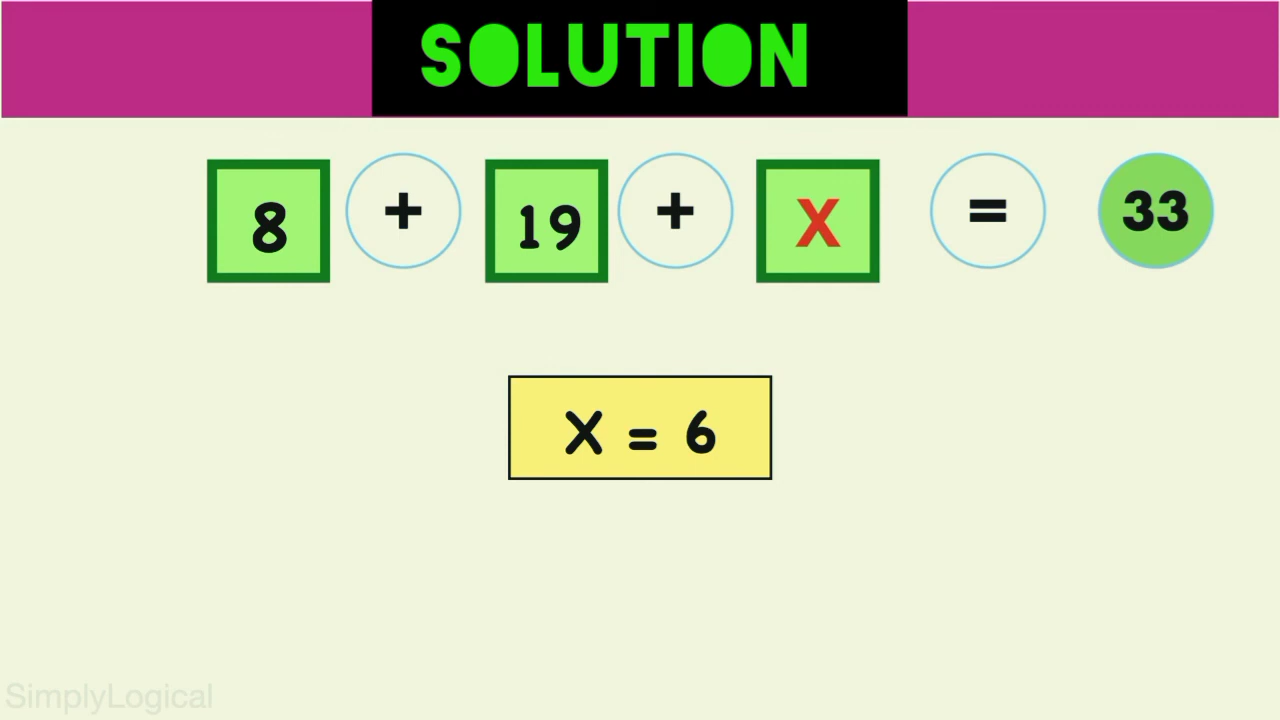 SOLUTION
8 + 19 + X = 33
X = 6
SimplyLogical